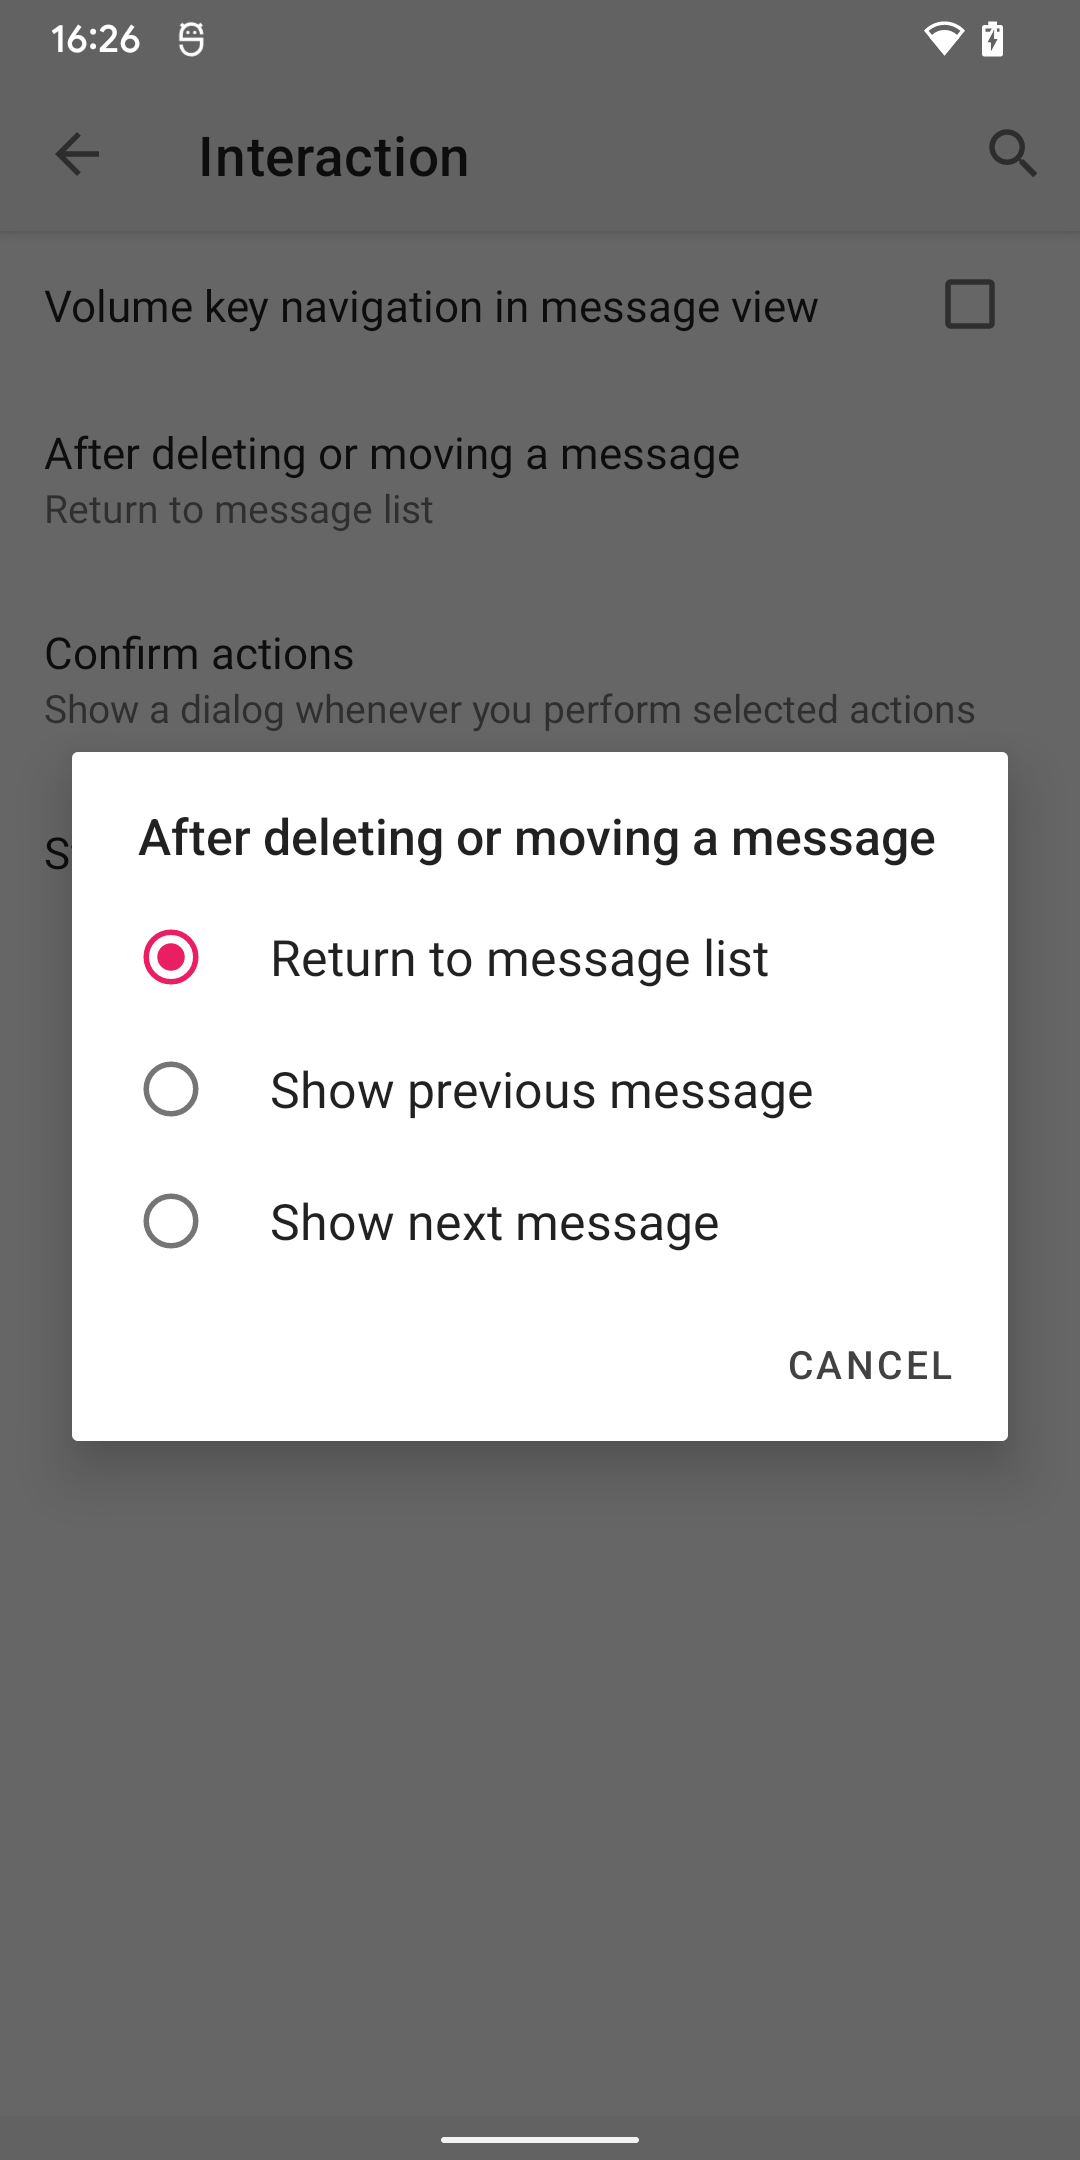 16:26
Interaction
Volume key navigation in message view
After deleting or moving a message
Return to message list
Confirm actions
Show a dialog whenever you perform selected actions
After deleting or moving a message
Return to message list
Show previous message
Show next message
CANCEL